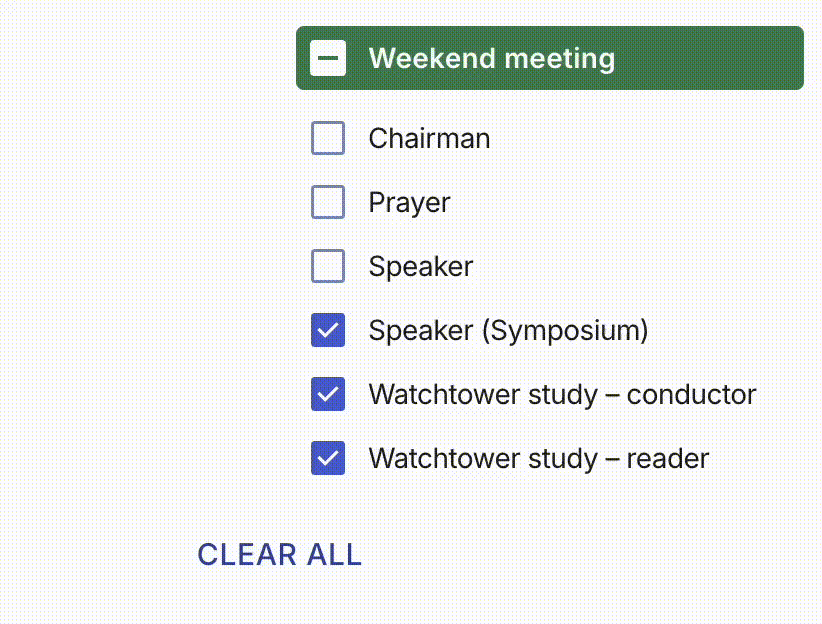 Weekend meeting
Chairman
Prayer
Speaker
Speaker (Symposium)
Watchtower study – conductor
Watchtower study – reader
CLEAR ALL